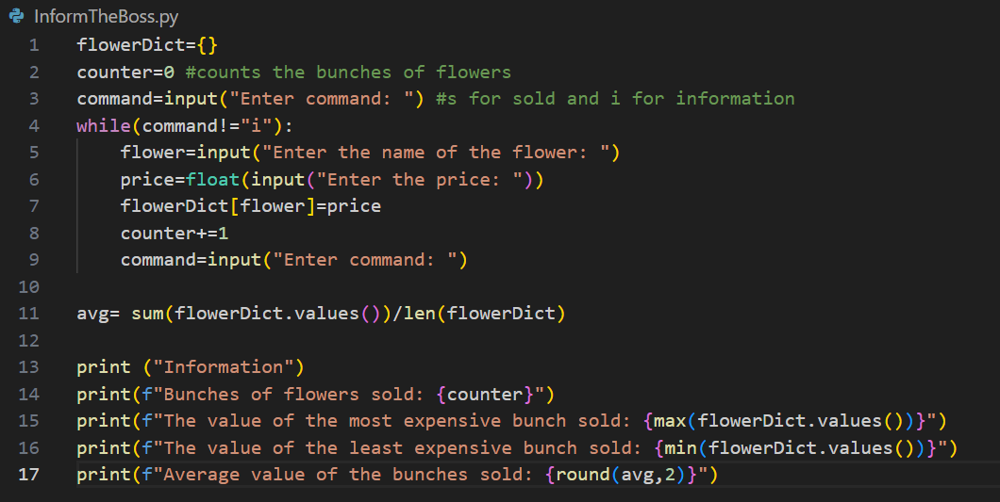 InformTheBoss.py
1 flowerDict={}
2 counter=0 #counts the bunches of flowers
3 command=input("Enter command: ") #s for sold and i for information
4 while(command!="i"):
5     flower=input("Enter the name of the flower: ")
6     price=float(input("Enter the price: "))
7     flowerDict[flower]=price
8     counter+=1
9     command=input("Enter command: ")
10
11 avg= sum(flowerDict.values())/len(flowerDict)
12
13 print ("Information")
14 print(f"Bunches of flowers sold: {counter}")
15 print(f"The value of the most expensive bunch sold: {max(flowerDict.values())}")
16 print(f"The value of the least expensive bunch sold: {min(flowerDict.values())}")
17 print(f"Average value of the bunches sold: {round(avg,2)}")